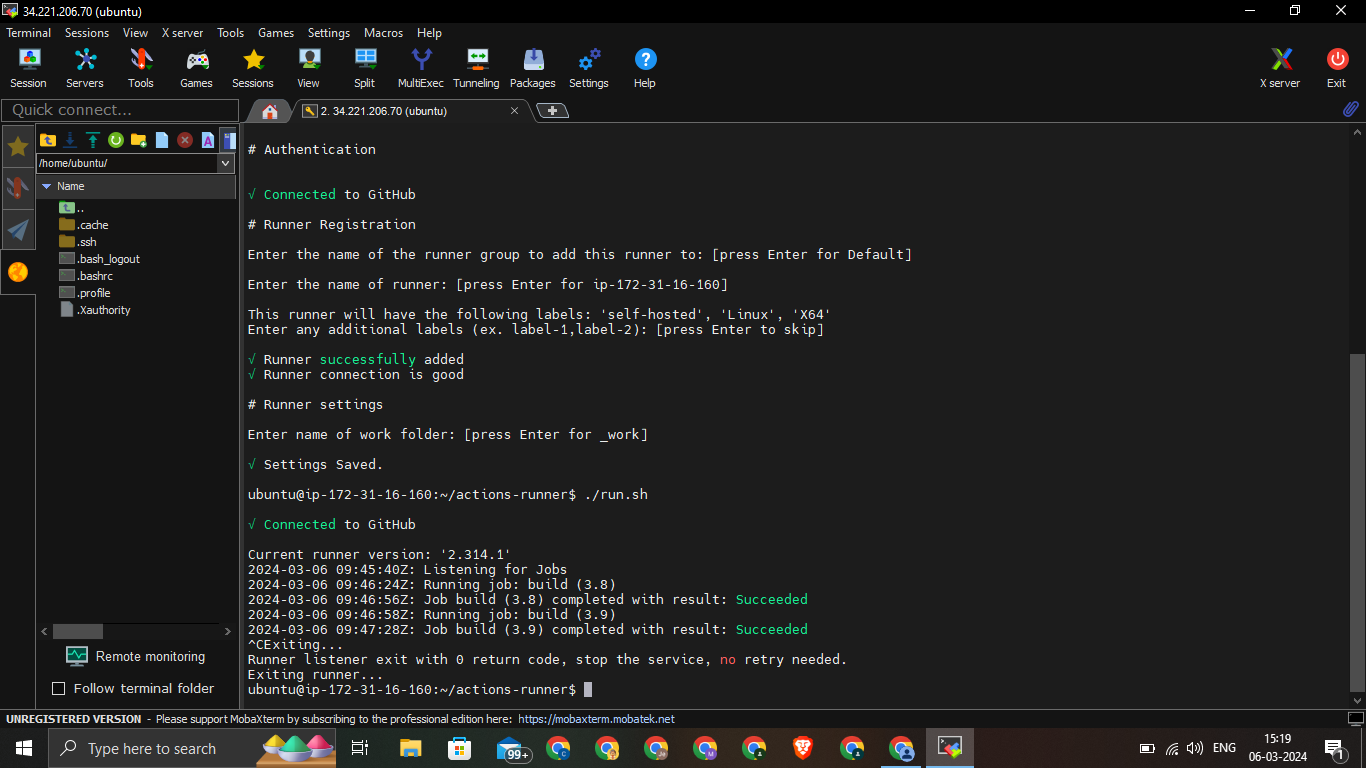 34.221.206.70 (ubuntu)
Terminal Sessions View X server Tools Games Settings Macros Help
Session Servers Tools Games Sessions View Split MultiExec Tunneling Packages Settings Help X server Exit
Quick connect...
2. 34.221.206.70 (ubuntu)
/home/ubuntu/
Name
..
.cache
.ssh
.bash_logout
.bashrc
.profile
.Xauthority
Remote monitoring
Follow terminal folder
# Authentication
√ Connected to GitHub
# Runner Registration
Enter the name of the runner group to add this runner to: [press Enter for Default]
Enter the name of runner: [press Enter for ip-172-31-16-160]
This runner will have the following labels: 'self-hosted', 'Linux', 'X64'
Enter any additional labels (ex. label-1,label-2): [press Enter to skip]
√ Runner successfully added
√ Runner connection is good
# Runner settings
Enter name of work folder: [press Enter for _work]
√ Settings Saved.
ubuntu@ip-172-31-16-160:~/actions-runner$ ./run.sh
√ Connected to GitHub
Current runner version: '2.314.1'
2024-03-06 09:45:40Z: Listening for Jobs
2024-03-06 09:46:24Z: Running job: build (3.8)
2024-03-06 09:46:56Z: Job build (3.8) completed with result: Succeeded
2024-03-06 09:46:58Z: Running job: build (3.9)
2024-03-06 09:47:28Z: Job build (3.9) completed with result: Succeeded
^CExiting...
Runner listener exit with 0 return code, stop the service, no retry needed.
Exiting runner...
ubuntu@ip-172-31-16-160:~/actions-runner$
UNREGISTERED VERSION - Please support MobaXterm by subscribing to the professional edition here: https://mobaxterm.mobatek.net
Type here to search
99+
ENG
15:19
06-03-2024
1